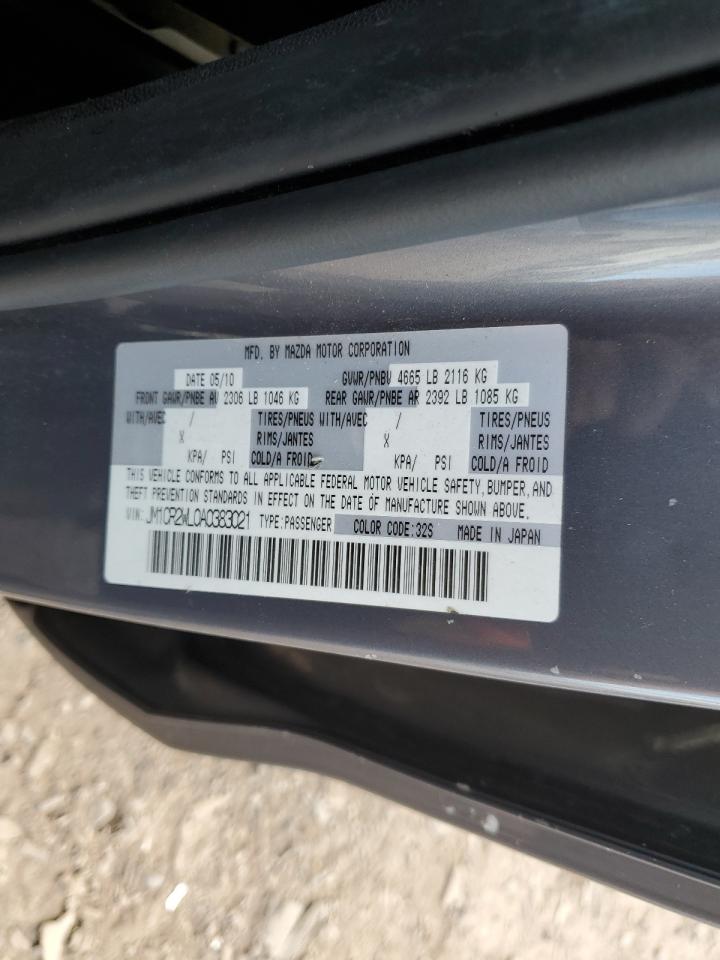 MFD. BY MAZDA MOTOR CORPORATION
DATE 05/10 GVWR/PNBV 4665 LB 2116 KG
FRONT GAWR/PNBE AV 2306 LB 1046 KG REAR GAWR/PNBE AR 2392 LB 1085 KG
WITH/AVEC / TIRES/PNEUS WITH/AVEC / TIRES/PNEUS
X RIMS/JANTES X RIMS/JANTES
KPA/ PSI COLD/A FROID KPA/ PSI COLD/A FROID
THIS VEHICLE CONFORMS TO ALL APPLICABLE FEDERAL MOTOR VEHICLE SAFETY, BUMPER, AND
THEFT PREVENTION STANDARDS IN EFFECT ON THE DATE OF MANUFACTURE SHOWN ABOVE.
VIN: JM1CR2WL0A0383021 TYPE:PASSENGER COLOR CODE:32S MADE IN JAPAN